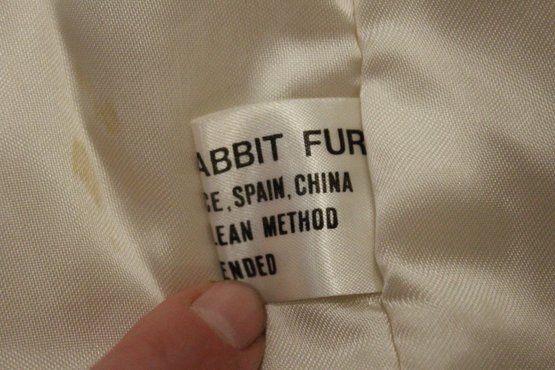 ABBIT FUR
CE, SPAIN, CHINA
LEAN METHOD
ENDED